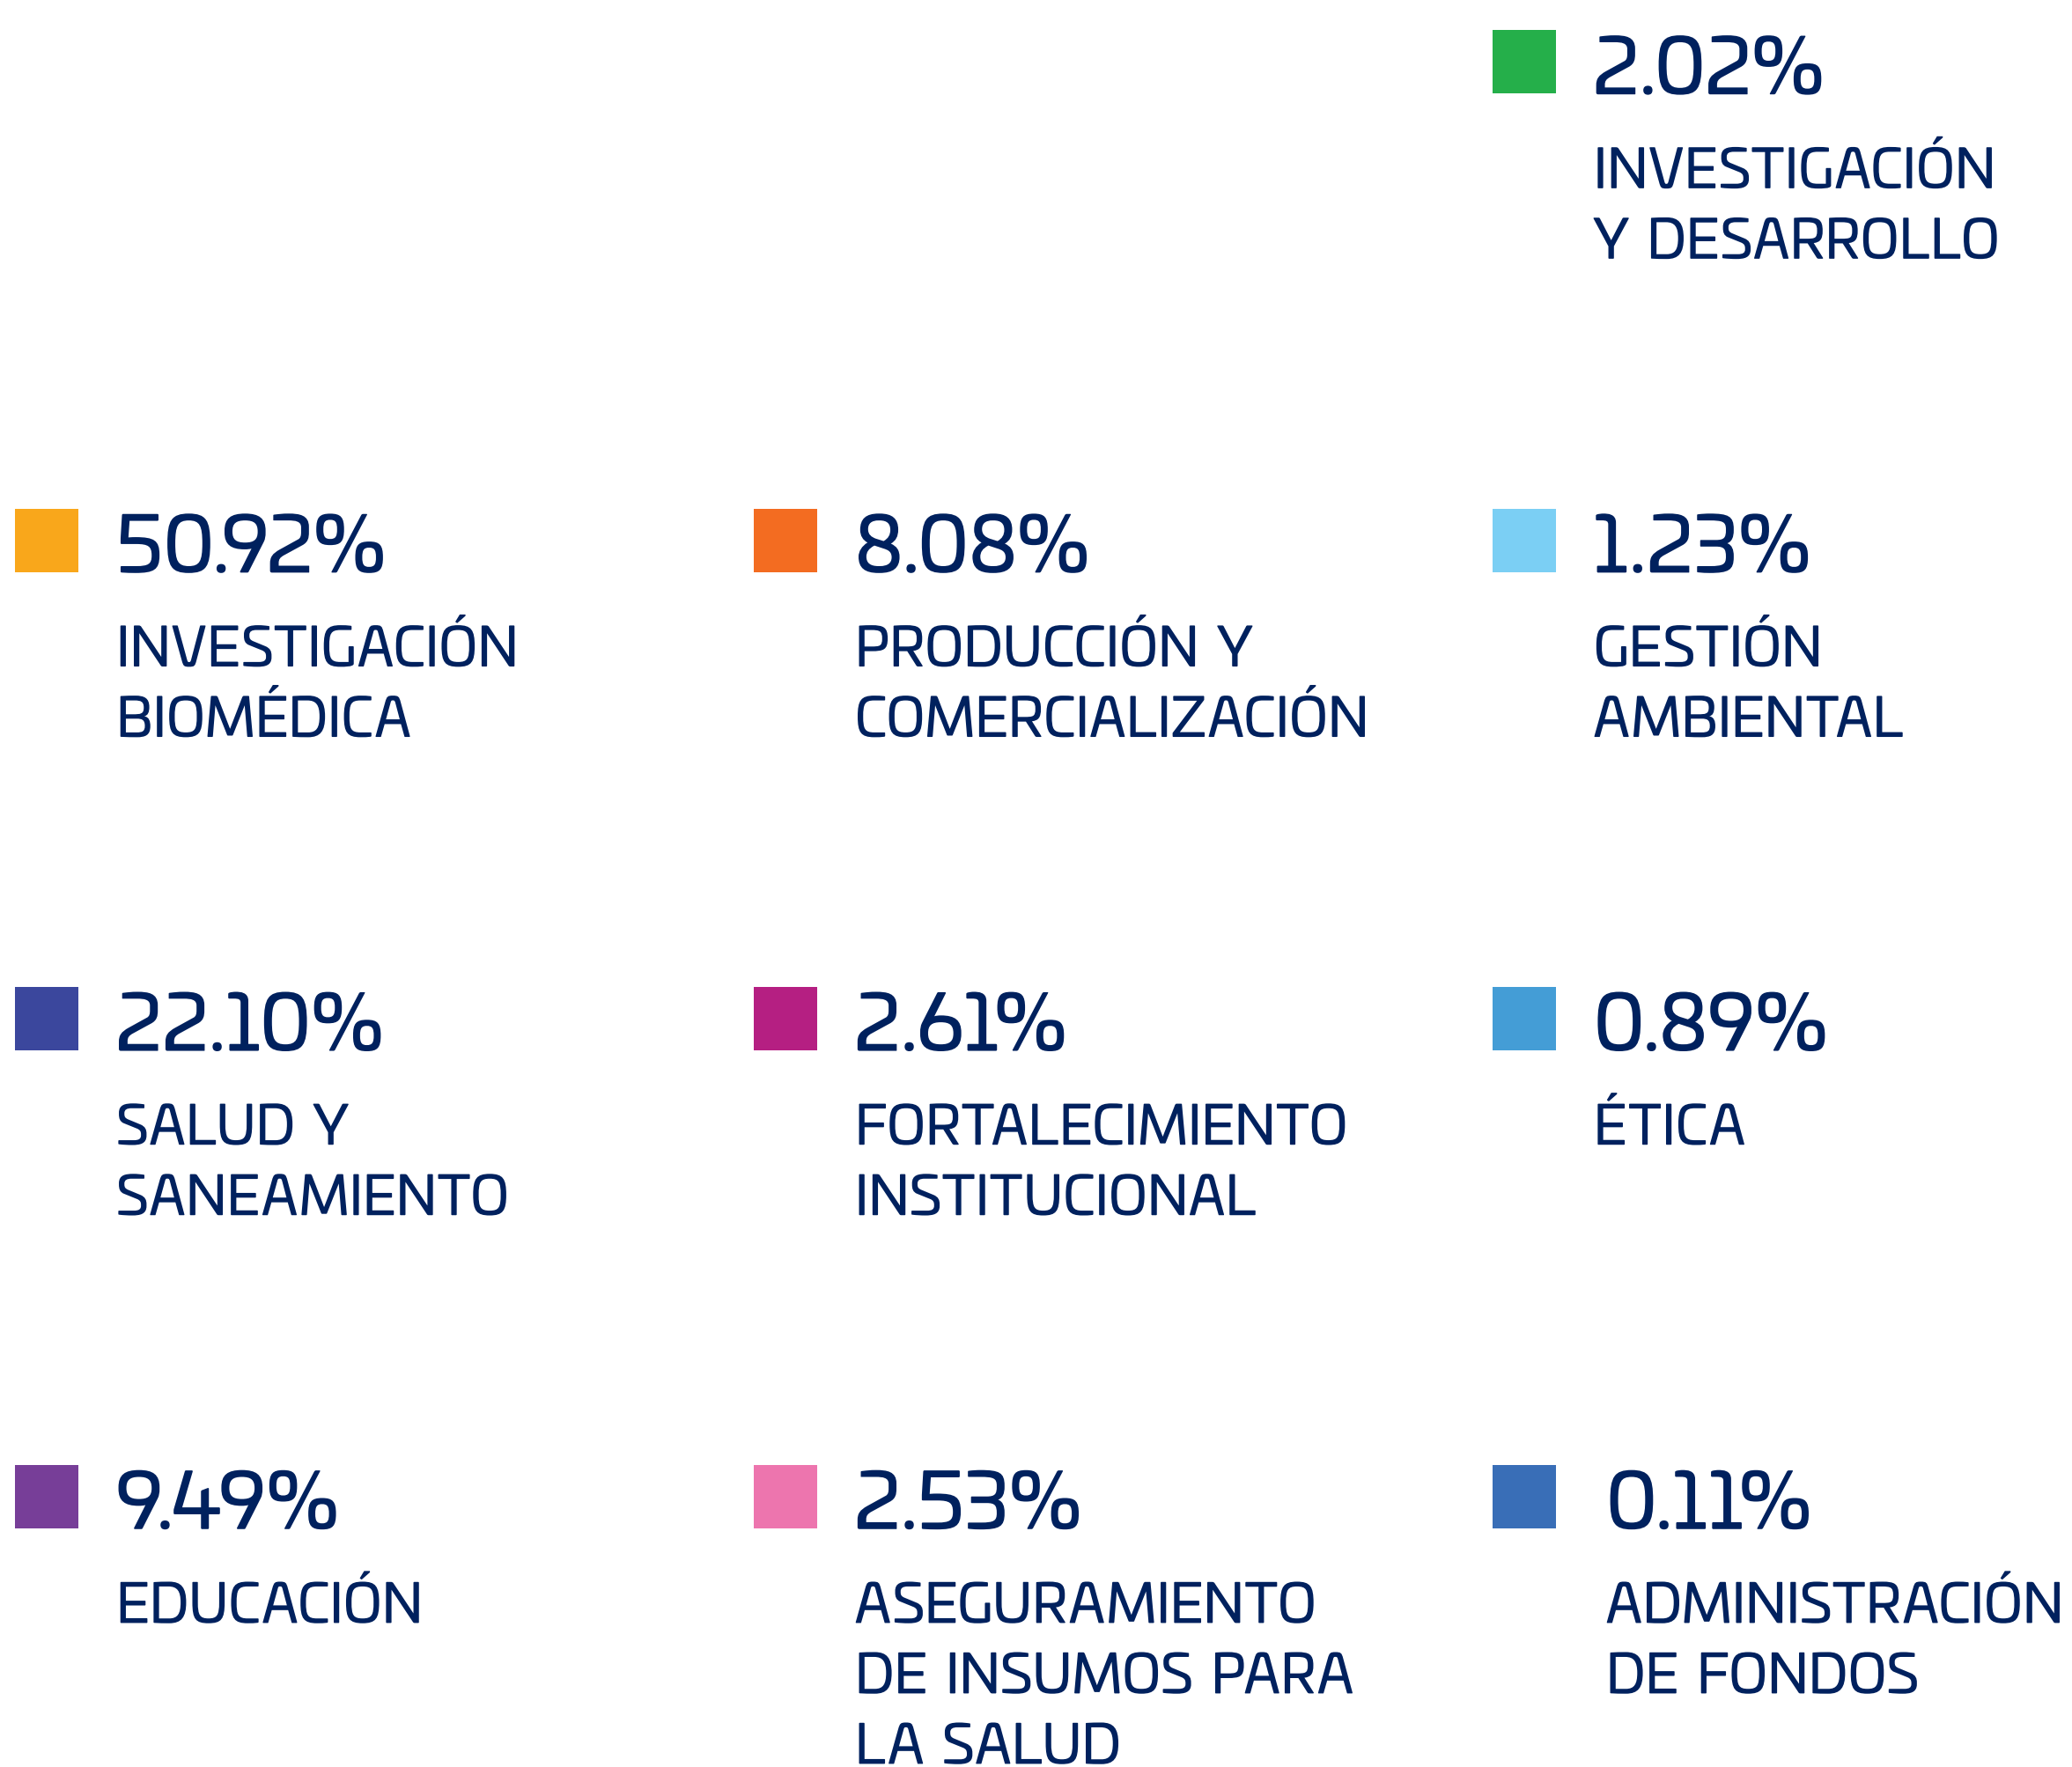 2.02%
INVESTIGACIÓN
Y DESARROLLO
50.92%
INVESTIGACIÓN
BIOMÉDICA
8.08%
PRODUCCIÓN Y
COMERCIALIZACIÓN
1.23%
GESTIÓN
AMBIENTAL
22.10%
SALUD Y
SANEAMIENTO
2.61%
FORTALECIMIENTO
INSTITUCIONAL
0.89%
ÉTICA
9.49%
EDUCACIÓN
2.53%
ASEGURAMIENTO
DE INSUMOS PARA
LA SALUD
0.11%
ADMINISTRACIÓN
DE FONDOS